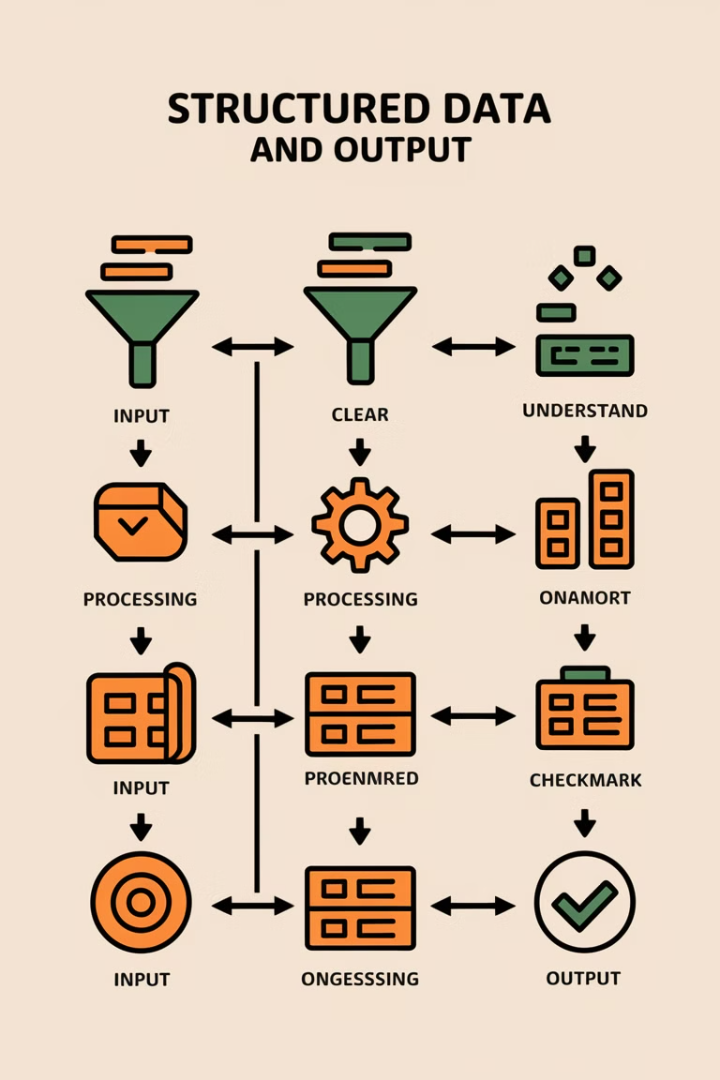 STRUCTURED DATA
AND OUTPUT
INPUT
CLEAR
UNDERSTAND
PROCESSING
PROCESSING
ONAMORT
INPUT
PROENMRED
CHECKMARK
INPUT
ONGESSSING
OUTPUT